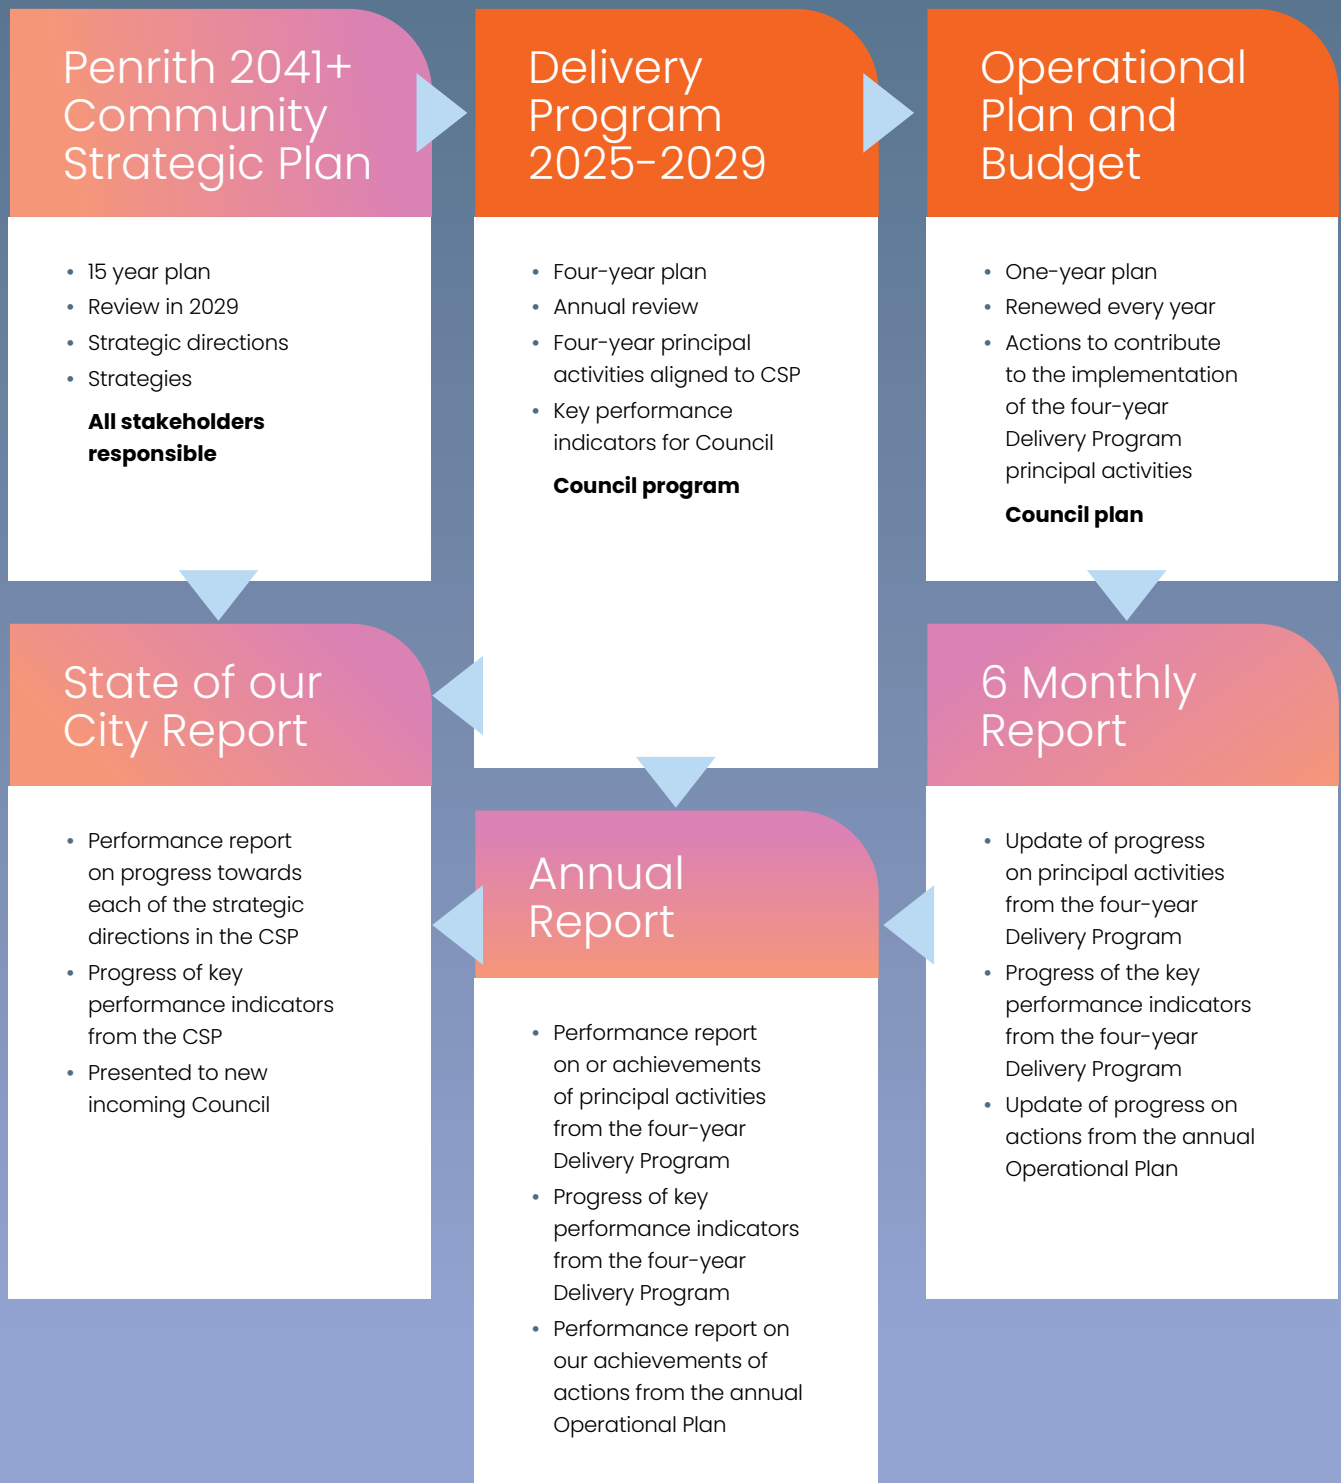 Penrith 2041+
Community
Strategic Plan
• 15 year plan
• Review in 2029
• Strategic directions
• Strategies
All stakeholders
responsible
Delivery
Program
2025-2029
• Four-year plan
• Annual review
• Four-year principal
activities aligned to CSP
• Key performance
indicators for Council
Council program
Operational
Plan and
Budget
• One-year plan
• Renewed every year
• Actions to contribute
to the implementation
of the four-year
Delivery Program
principal activities
Council plan
State of our
City Report
• Performance report
on progress towards
each of the strategic
directions in the CSP
• Progress of key
performance indicators
from the CSP
• Presented to new
incoming Council
Annual
Report
• Performance report
on or achievements
of principal activities
from the four-year
Delivery Program
• Progress of key
performance indicators
from the four-year
Delivery Program
• Performance report on
our achievements of
actions from the annual
Operational Plan
6 Monthly
Report
• Update of progress
on principal activities
from the four-year
Delivery Program
• Progress of the key
performance indicators
from the four-year
Delivery Program
• Update of progress on
actions from the annual
Operational Plan